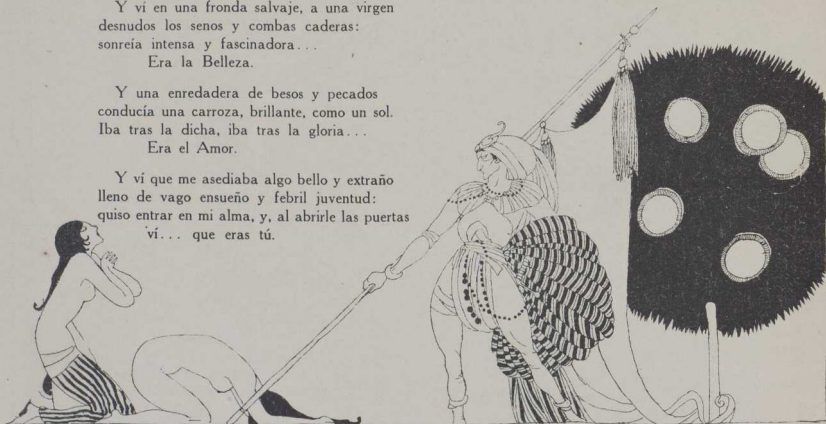 Y ví en una fronda salvaje, a una virgen
desnudos los senos y combas caderas:
sonreía intensa y fascinadora...
Era la Belleza.
Y una enredadera de besos y pecados
conducía una carroza, brillante, como un sol.
Iba tras la dicha, iba tras la gloria...
Era el Amor.
Y ví que me asediaba algo bello y extraño
lleno de vago ensueño y febril juventud:
quiso entrar en mi alma, y, al abrirle las puertas
ví... que eras tú.